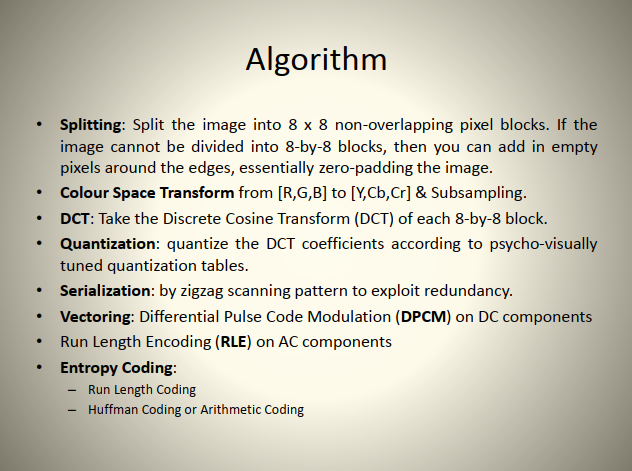 Algorithm
• Splitting: Split the image into 8 x 8 non-overlapping pixel blocks. If the
image cannot be divided into 8-by-8 blocks, then you can add in empty
pixels around the edges, essentially zero-padding the image.
• Colour Space Transform from [R,G,B] to [Y,Cb,Cr] & Subsampling.
• DCT: Take the Discrete Cosine Transform (DCT) of each 8-by-8 block.
• Quantization: quantize the DCT coefficients according to psycho-visually
tuned quantization tables.
• Serialization: by zigzag scanning pattern to exploit redundancy.
• Vectoring: Differential Pulse Code Modulation (DPCM) on DC components
• Run Length Encoding (RLE) on AC components
• Entropy Coding:
– Run Length Coding
– Huffman Coding or Arithmetic Coding